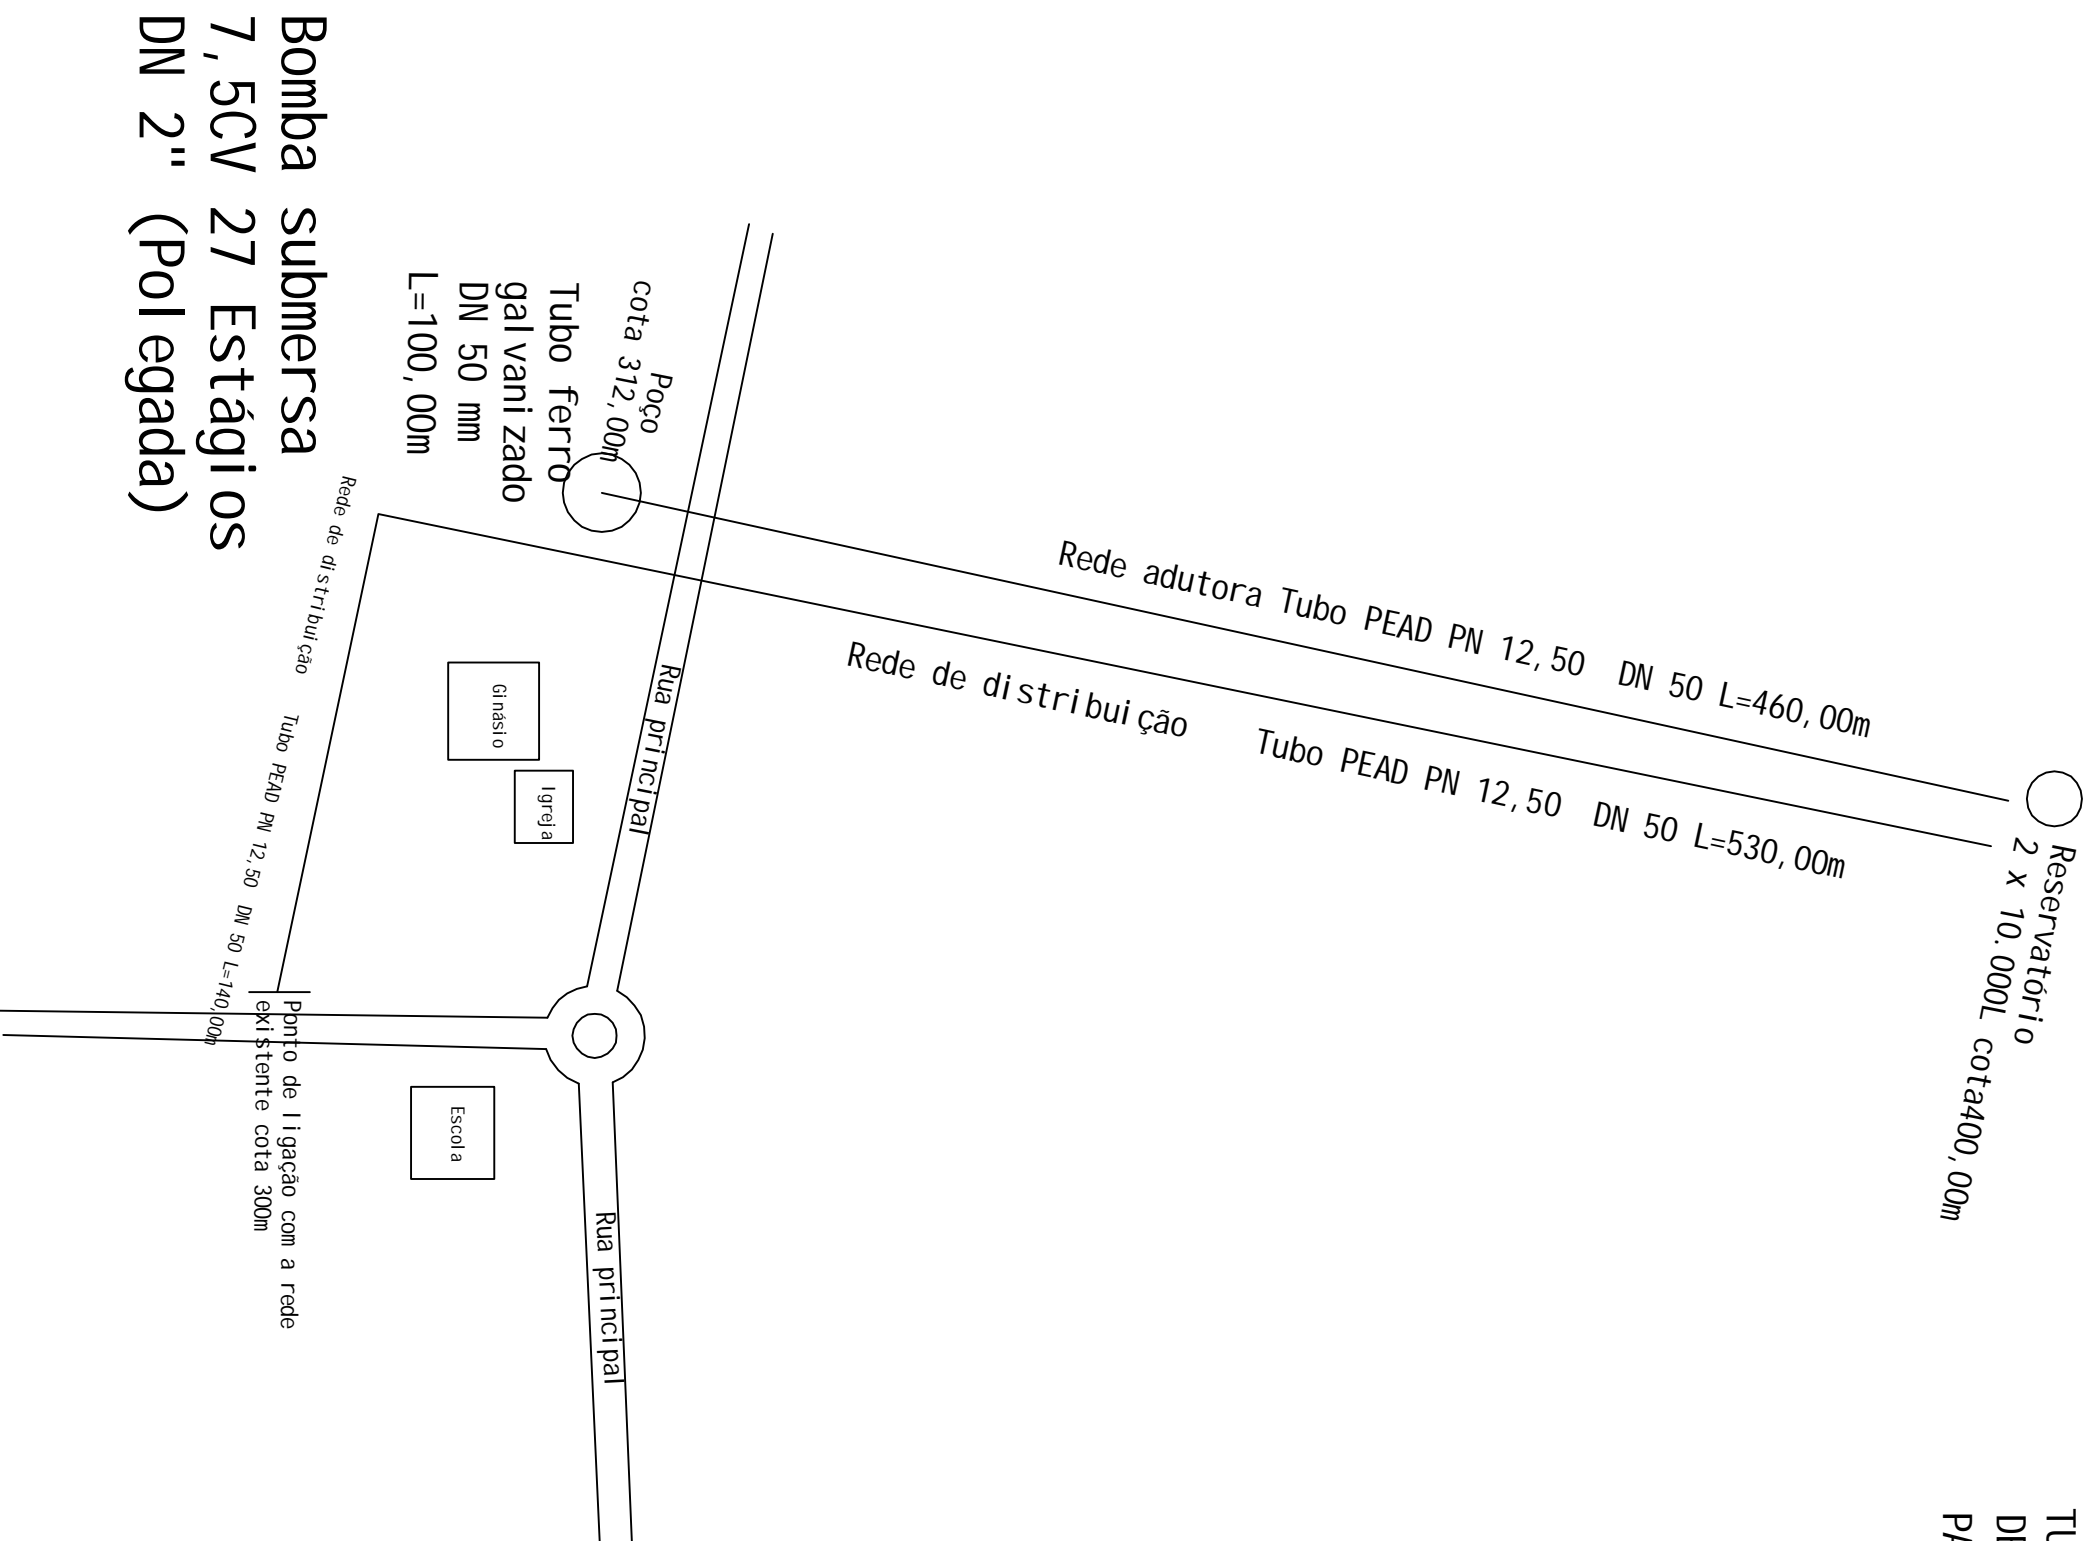 Bomba submersa
7,5CV 27 Estágios
DN 2" (Polegada)
Tubo ferro
galvanizado
DN 50 mm
L=100,00m
Poço
cota 312,00m
Rede adutora Tubo PEAD PN 12,50 DN 50 L=460,00m
Rede de distribuição Tubo PEAD PN 12,50 DN 50 L=530,00m
Reservatório
2 x 10.000L cota400,00m
Rede de distribuição Tubo PEAD PN 12,50 DN 50 L=140,00m
Ginásio
Igreja
Rua principal
Ponto de ligação com a rede
existente cota 300m
Escola
Rua principal